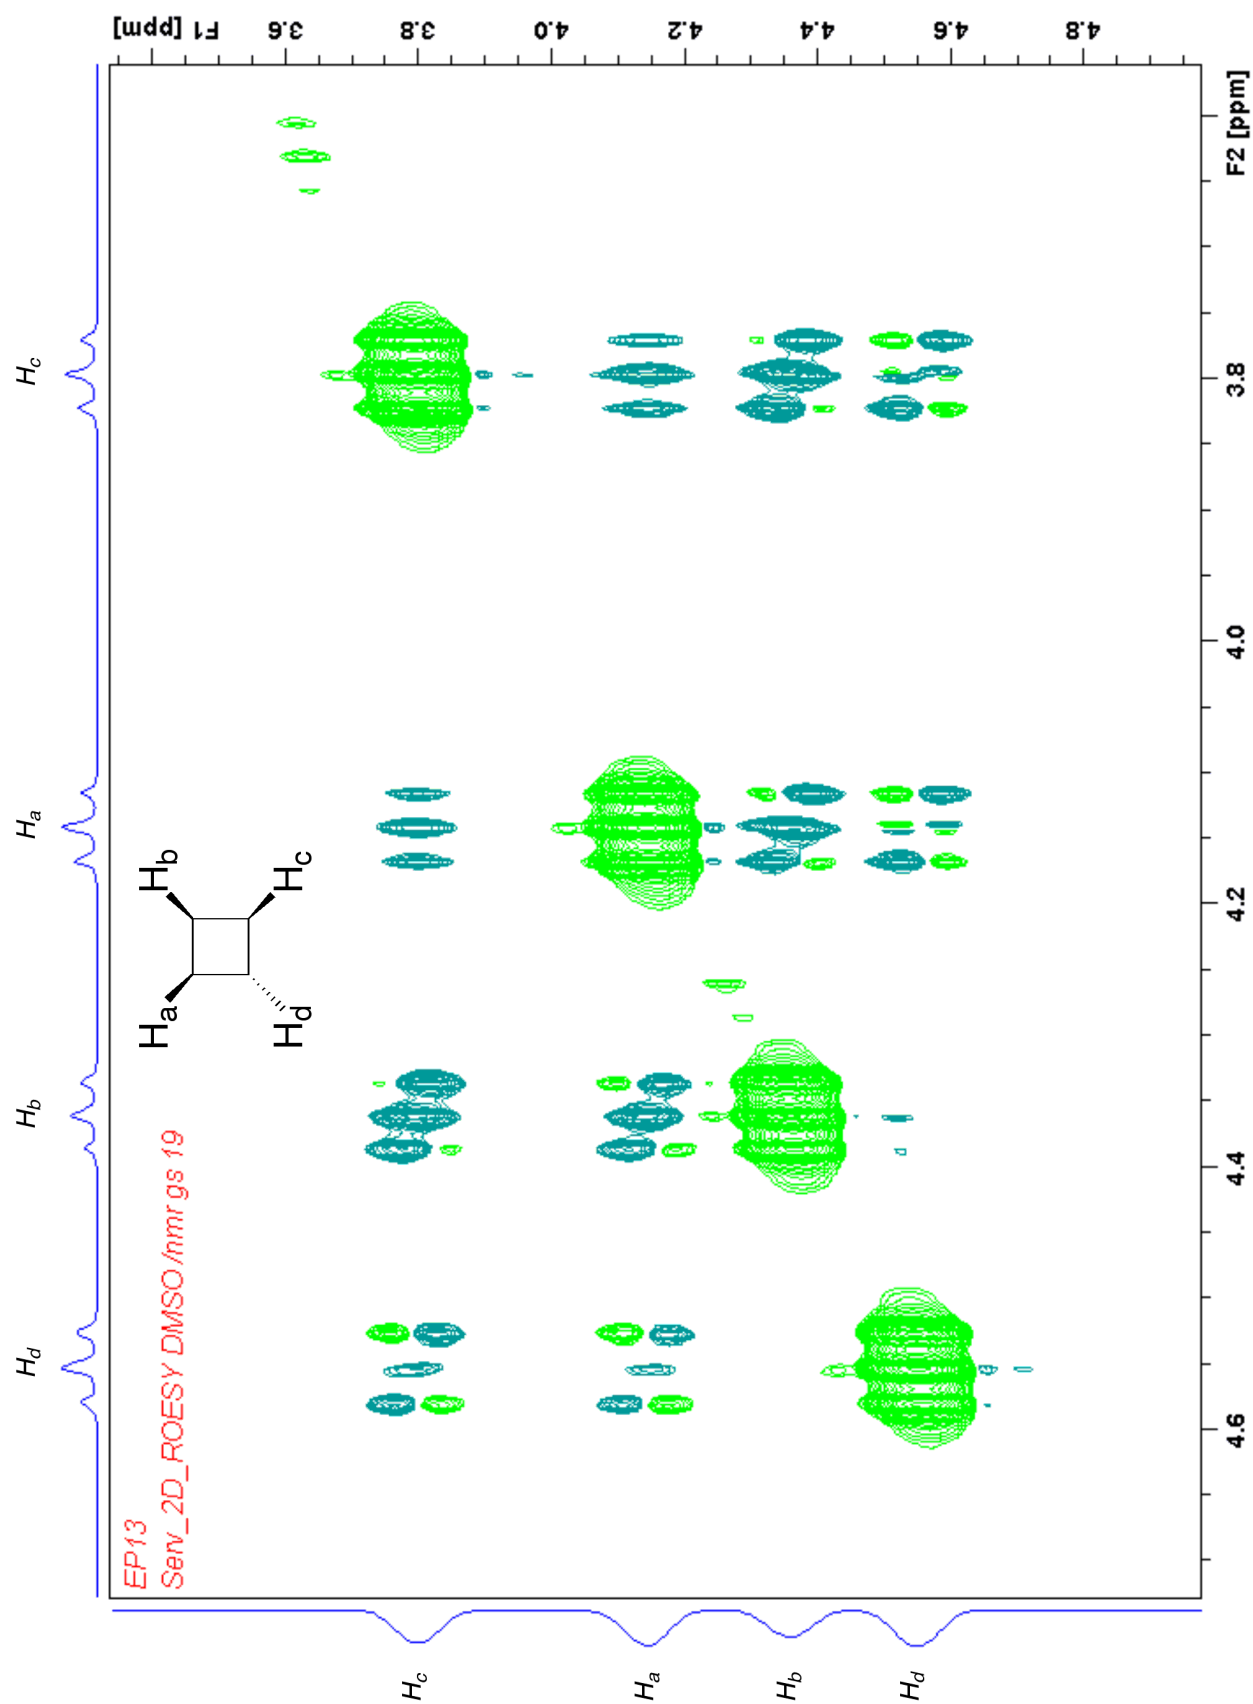 EP13
Serv_2D_ROESY DMSO /nmr gs 19
Hd
Hb
Ha
Hc
Ha
Hb
Hd
Hc
Hc
Ha
Hb
Hd
F1 [ppm]
3.6
3.8
4.0
4.2
4.4
4.6
4.8
4.6
4.4
4.2
4.0
3.8
F2 [ppm]